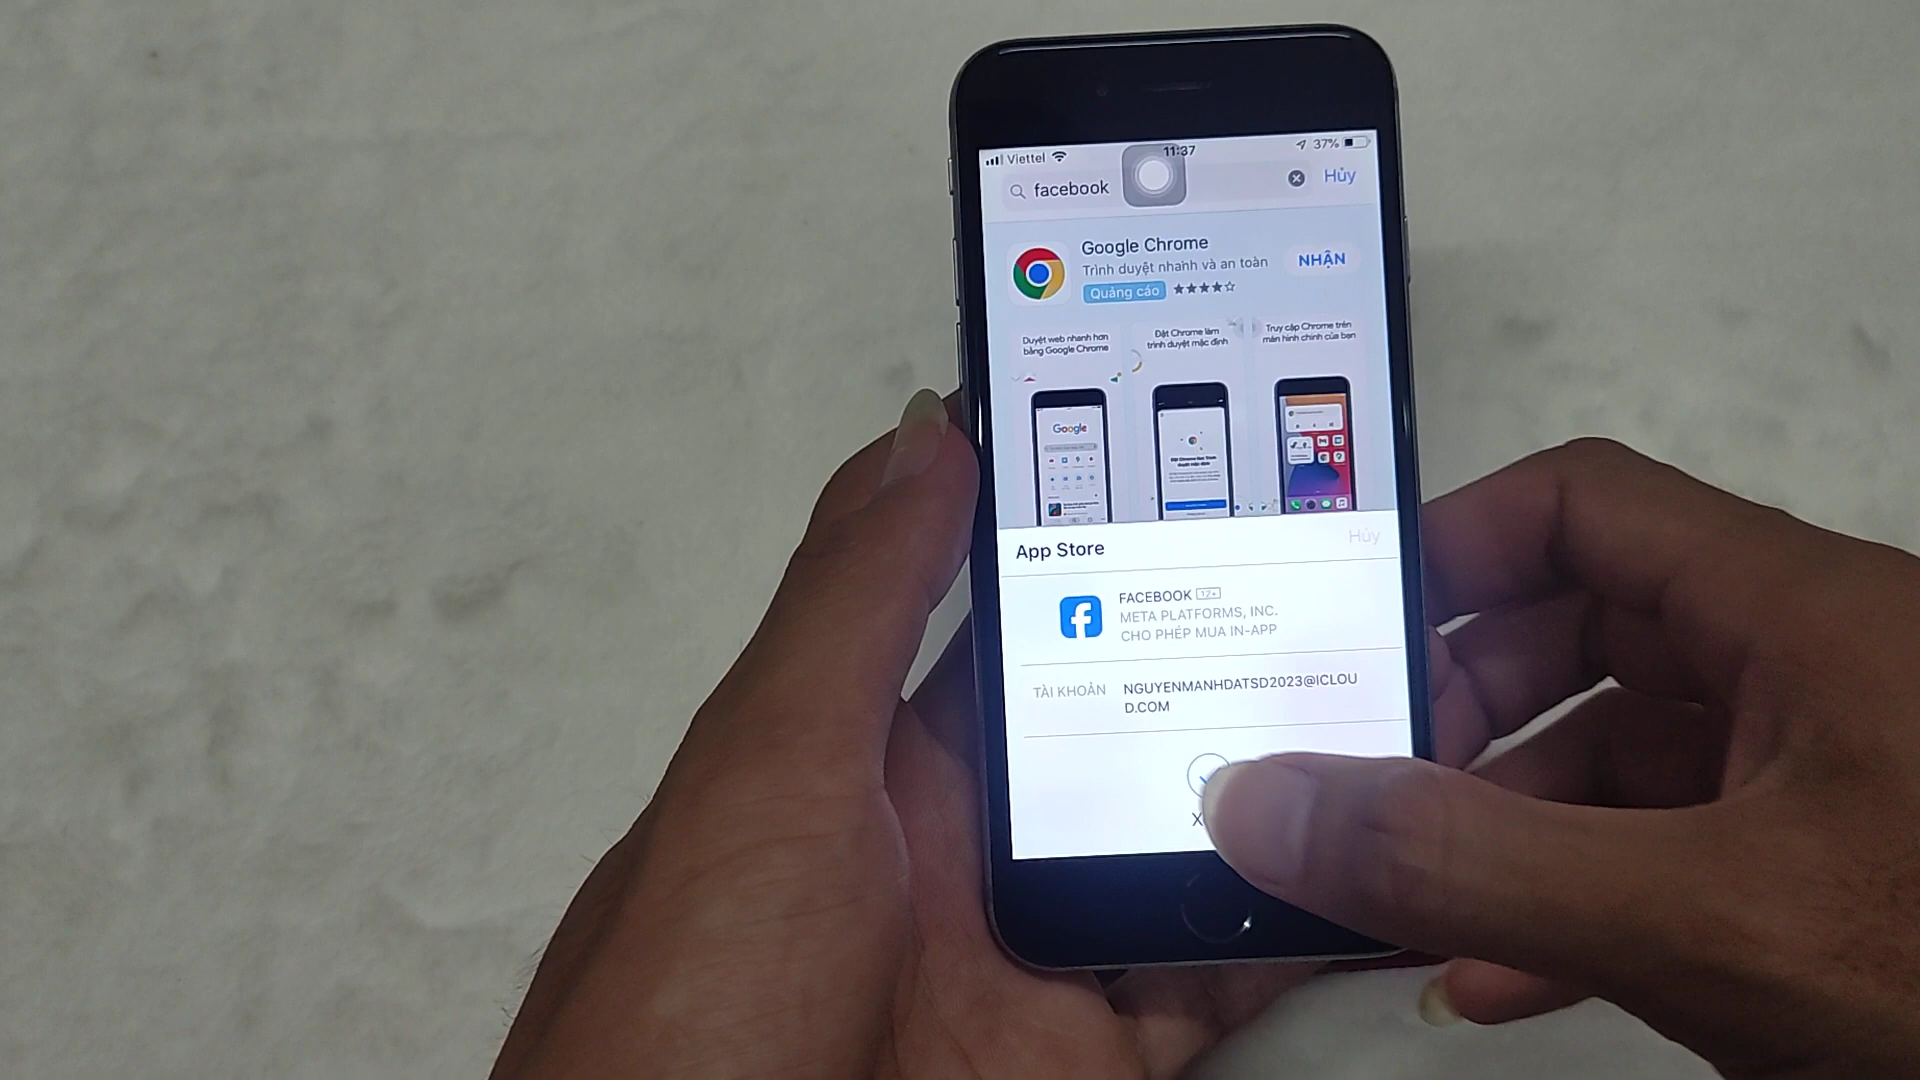 Viettel
11:37
37%
facebook
Hủy
Google Chrome
Trình duyệt nhanh và an toàn
Quảng cáo
NHẬN
Duyệt web nhanh hơn
bằng Google Chrome
Đặt Chrome làm
trình duyệt mặc định
Truy cập Chrome trên
màn hình chính của bạn
Google
App Store
Hủy
FACEBOOK 12+
META PLATFORMS, INC.
CHO PHÉP MUA IN-APP
TÀI KHOẢN
NGUYENMANHDATSD2023@ICLOU
D.COM